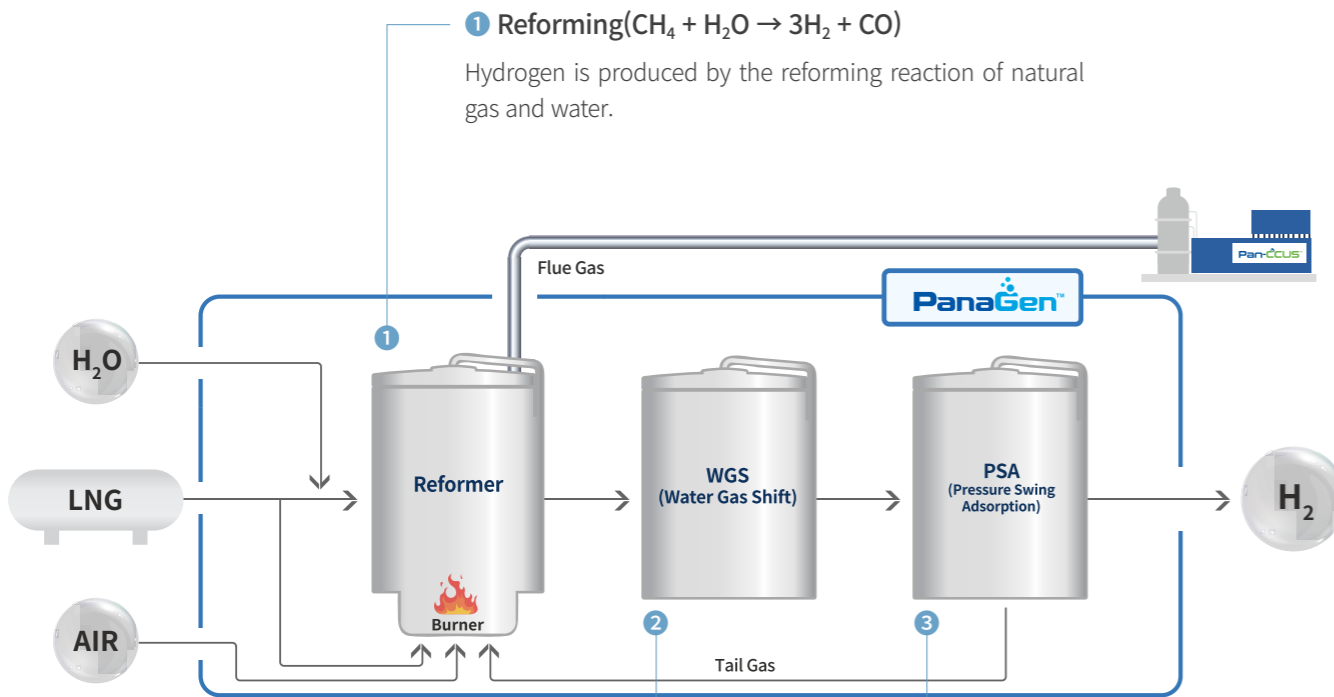 1 Reforming(CH₄ + H₂O → 3H₂ + CO)
Hydrogen is produced by the reforming reaction of natural
gas and water.
Pan-CCUS
Flue Gas
PanaGen™
1
H₂O
LNG
AIR
Reformer
Burner
WGS
(Water Gas Shift)
PSA
(Pressure Swing
Adsorption)
H₂
2
3
Tail Gas